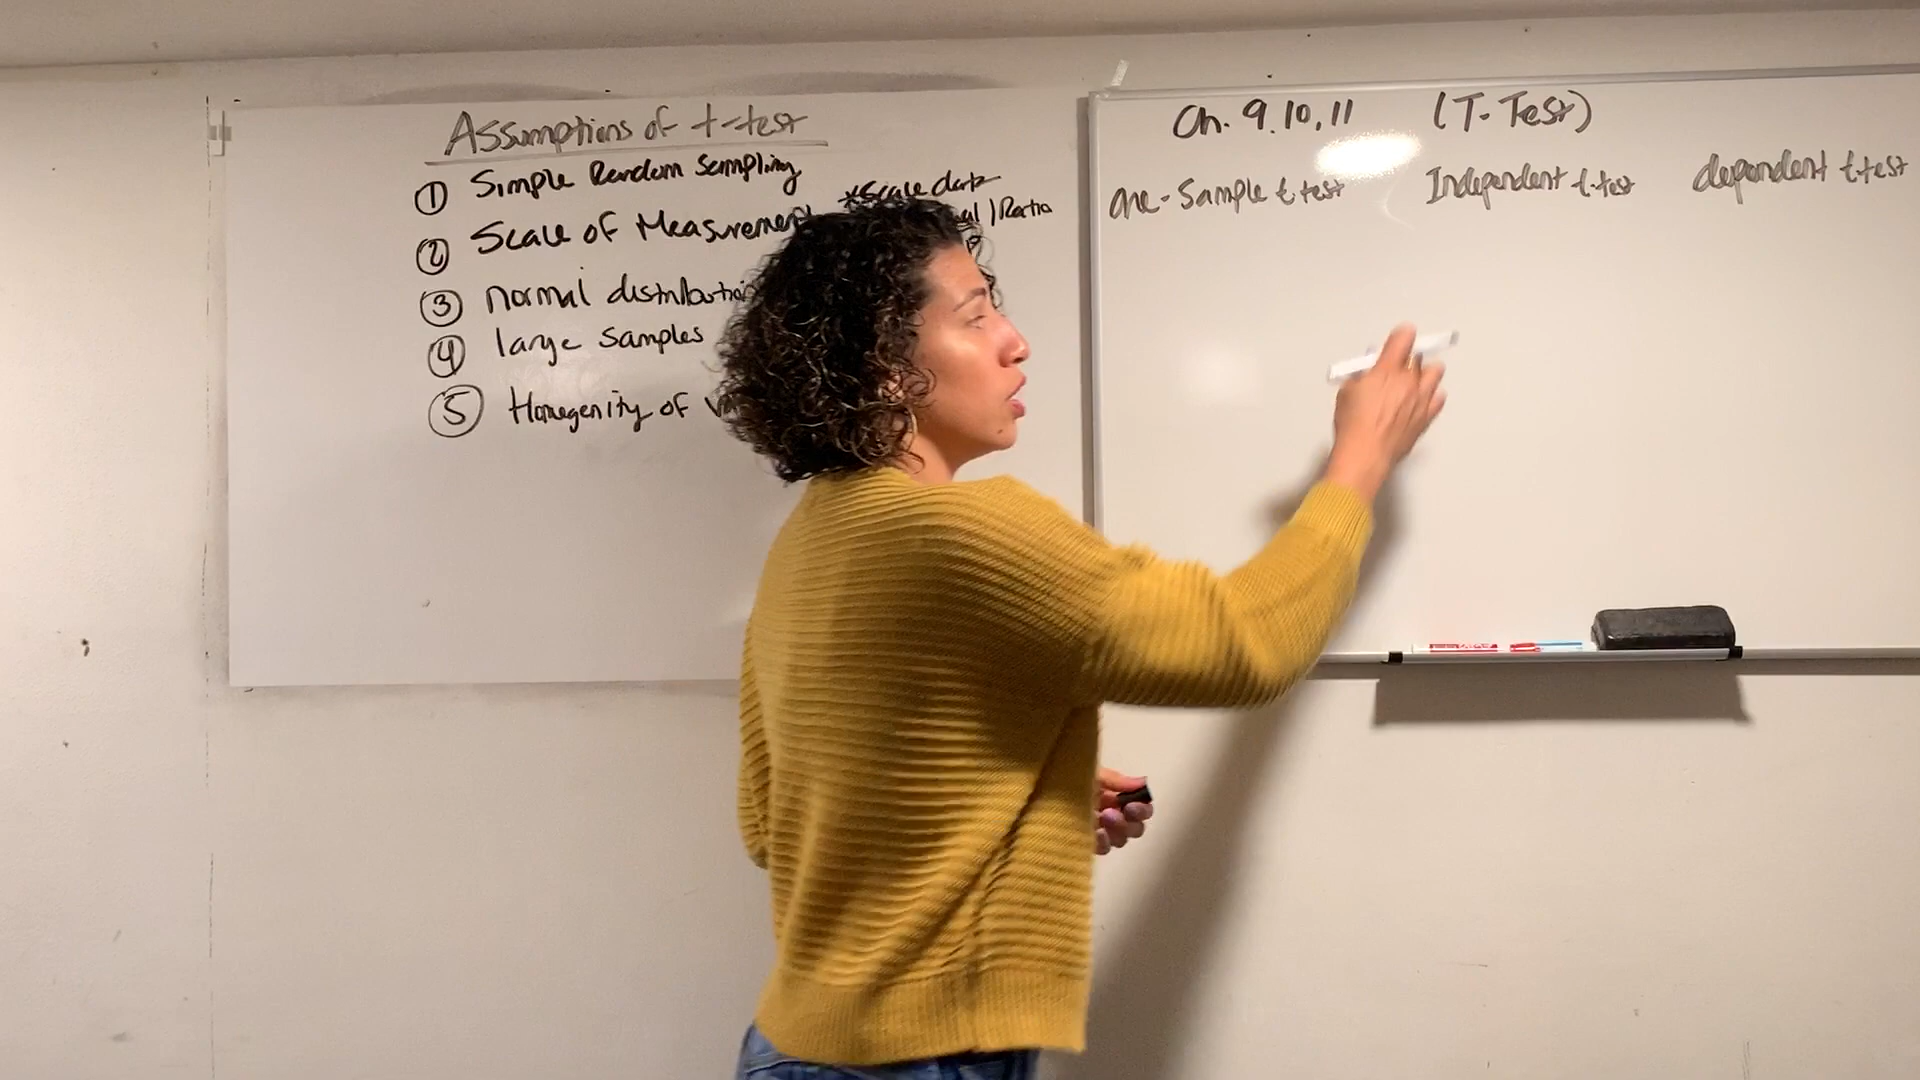 Assumptions of t-test
① Simple Random Sampling
② Scale of Measurement
*Scale data
| Ratio
③ normal distribution
④ large samples
⑤ Homogenity of
Ch. 9, 10, 11 (T-Test)
one-Sample t test Independent t-test dependent t test